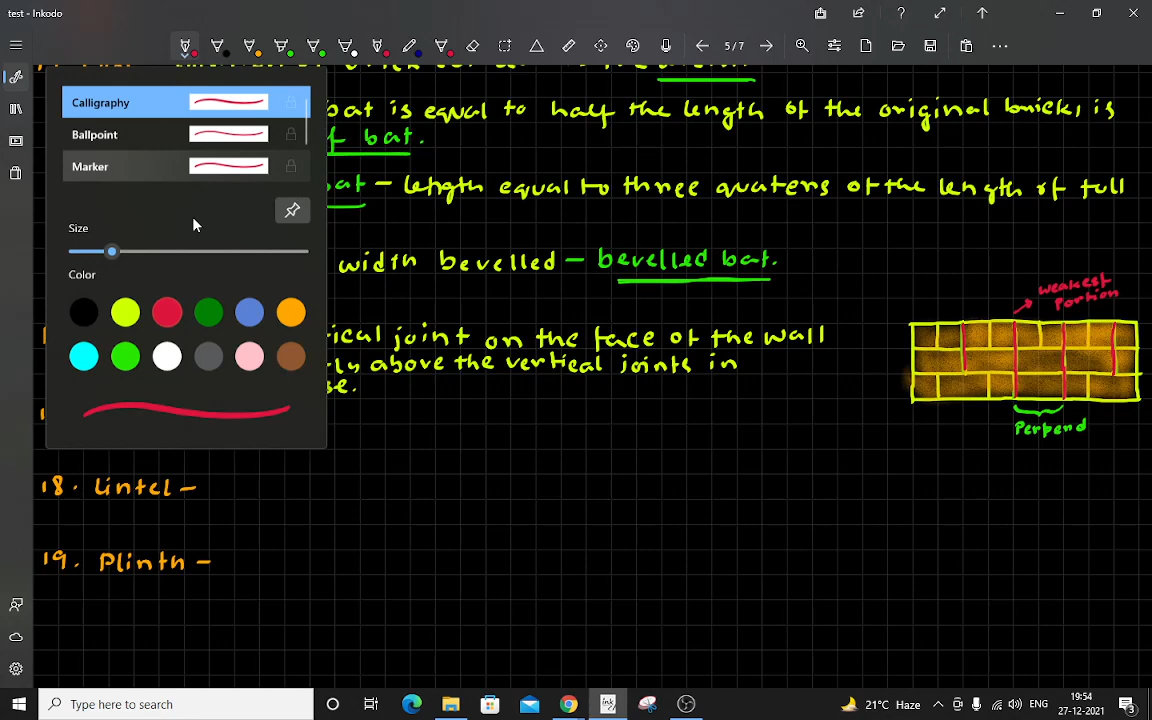 test - Inkodo
5/7
Calligraphy
Ballpoint
Marker
Size
Color
bat is equal to half the length of the original bricks, is
f bat.
bat - length equal to three quaters of the length of full
width bevelled - bevelled bat.
tical joint on the face of the wall
ly above the vertical joints in
se.
weakest
Portion
Perpend
18. Lintel -
19. Plinth -
Type here to search
ink
21°C Haze
ENG
19:54
27-12-2021
3